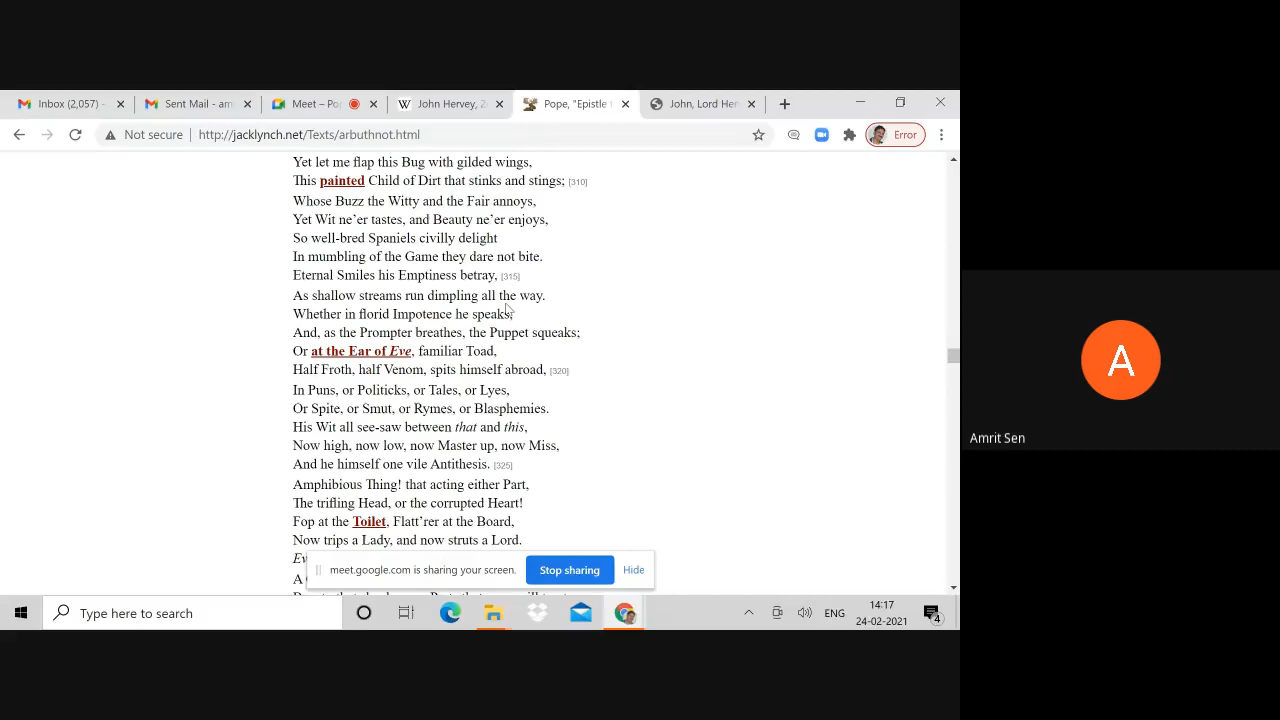 Inbox (2,057) -
Sent Mail - am
Meet – Po
John Hervey, 2
Pope, "Epistle
John, Lord Her
Not secure
http://jacklynch.net/Texts/arbuthnot.html
Error
Yet let me flap this Bug with gilded wings,
This painted Child of Dirt that stinks and stings; [310]
Whose Buzz the Witty and the Fair annoys,
Yet Wit ne'er tastes, and Beauty ne'er enjoys,
So well-bred Spaniels civilly delight
In mumbling of the Game they dare not bite.
Eternal Smiles his Emptiness betray, [315]
As shallow streams run dimpling all the way.
Whether in florid Impotence he speaks,
And, as the Prompter breathes, the Puppet squeaks;
Or at the Ear of Eve, familiar Toad,
Half Froth, half Venom, spits himself abroad, [320]
In Puns, or Politicks, or Tales, or Lyes,
Or Spite, or Smut, or Rymes, or Blasphemies.
His Wit all see-saw between that and this,
Now high, now low, now Master up, now Miss,
And he himself one vile Antithesis. [325]
Amphibious Thing! that acting either Part,
The trifling Head, or the corrupted Heart!
Fop at the Toilet, Flatt'rer at the Board,
Now trips a Lady, and now struts a Lord.
Ev
A
meet.google.com is sharing your screen.
Stop sharing
Hide
Type here to search
ENG
14:17
24-02-2021
4
A
Amrit Sen